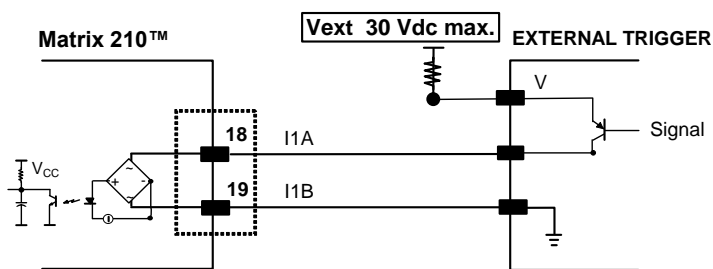 Vext 30 Vdc max.
Matrix 210™
EXTERNAL TRIGGER
V
18
I1A
Signal
VCC
~
+
-
~
19
I1B